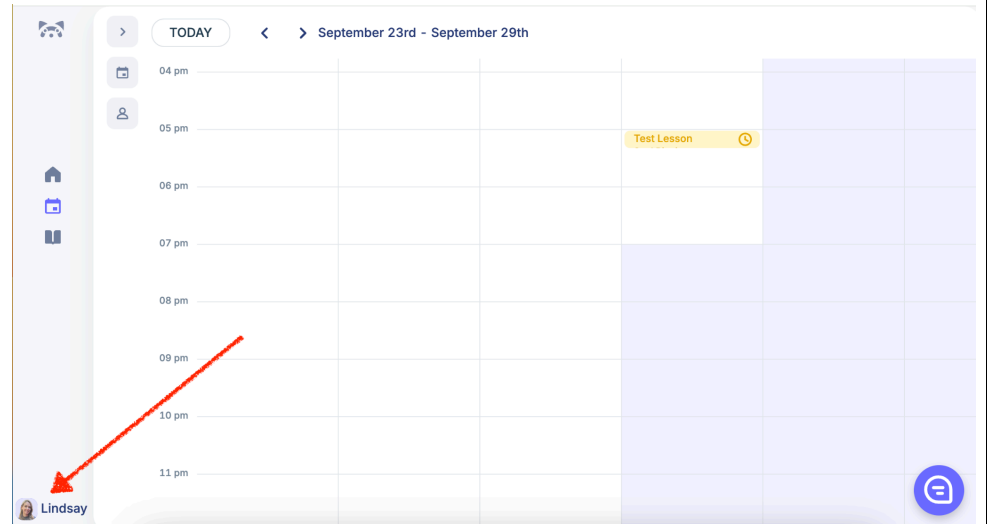 TODAY
September 23rd - September 29th
04 pm
05 pm
Test Lesson
06 pm
07 pm
08 pm
09 pm
10 pm
11 pm
Lindsay